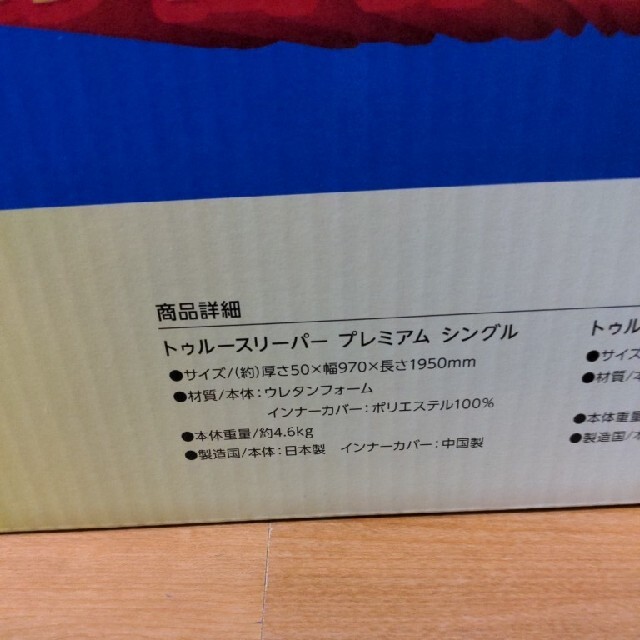 商品詳細
トゥルースリーパー プレミアム シングル
●サイズ/(約)厚さ50×幅970×長さ1950mm
●材質/本体：ウレタンフォーム
インナーカバー：ポリエステル100%
●本体重量/約4.6kg
●製造国/本体：日本製 インナーカバー：中国製
トゥル
●サイズ
●材質/本
●本体重量
●製造国/